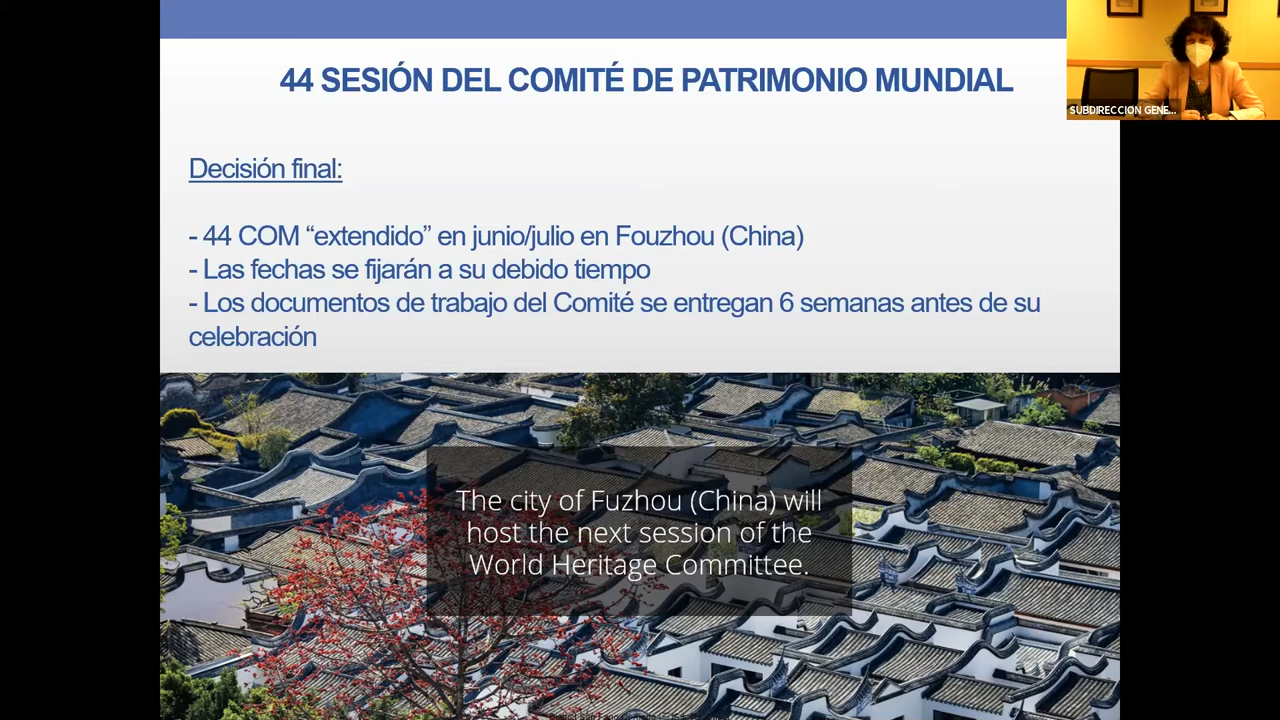 44 SESIÓN DEL COMITÉ DE PATRIMONIO MUNDIAL
SUBDIRECCION GENE...
Decisión final:
- 44 COM “extendido” en junio/julio en Fouzhou (China)
- Las fechas se fijarán a su debido tiempo
- Los documentos de trabajo del Comité se entregan 6 semanas antes de su
celebración
The city of Fuzhou (China) will
host the next session of the
World Heritage Committee.